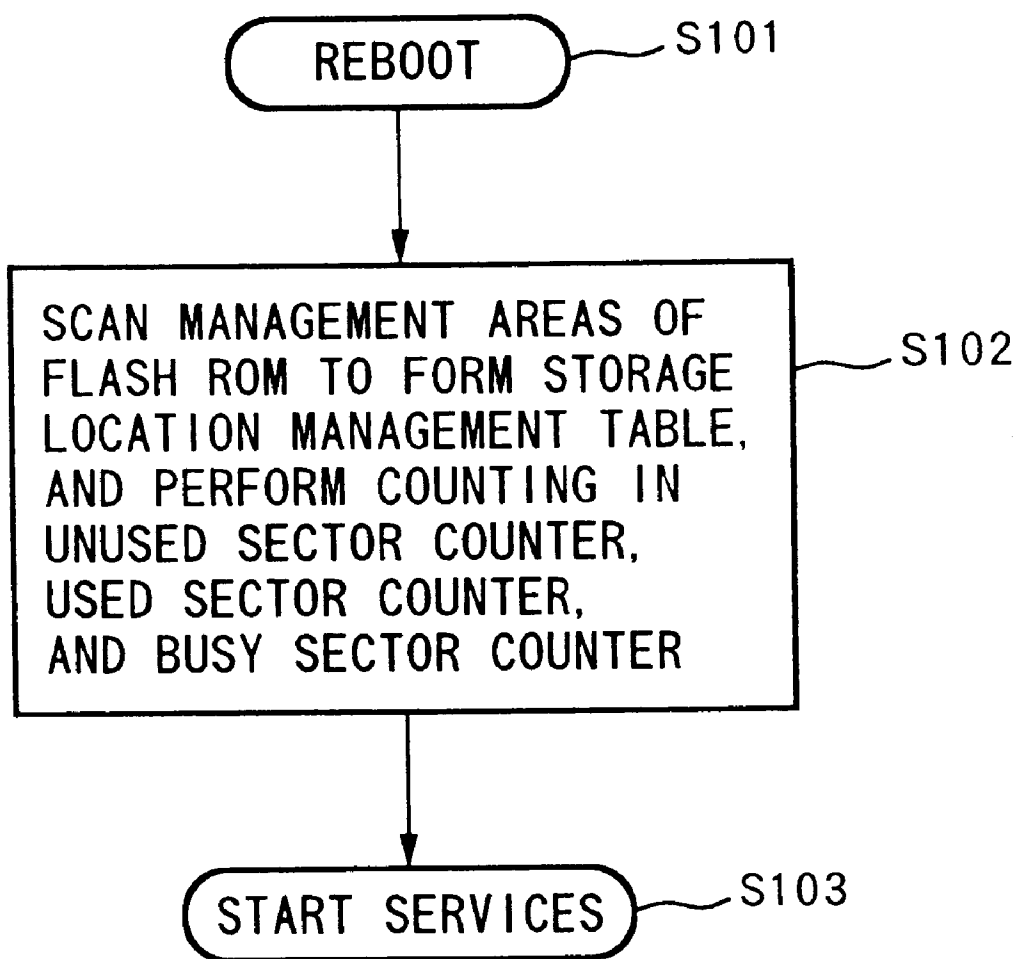 REBOOT
S101
SCAN MANAGEMENT AREAS OF
FLASH ROM TO FORM STORAGE
LOCATION MANAGEMENT TABLE,
AND PERFORM COUNTING IN
UNUSED SECTOR COUNTER,
USED SECTOR COUNTER,
AND BUSY SECTOR COUNTER
S102
START SERVICES
S103